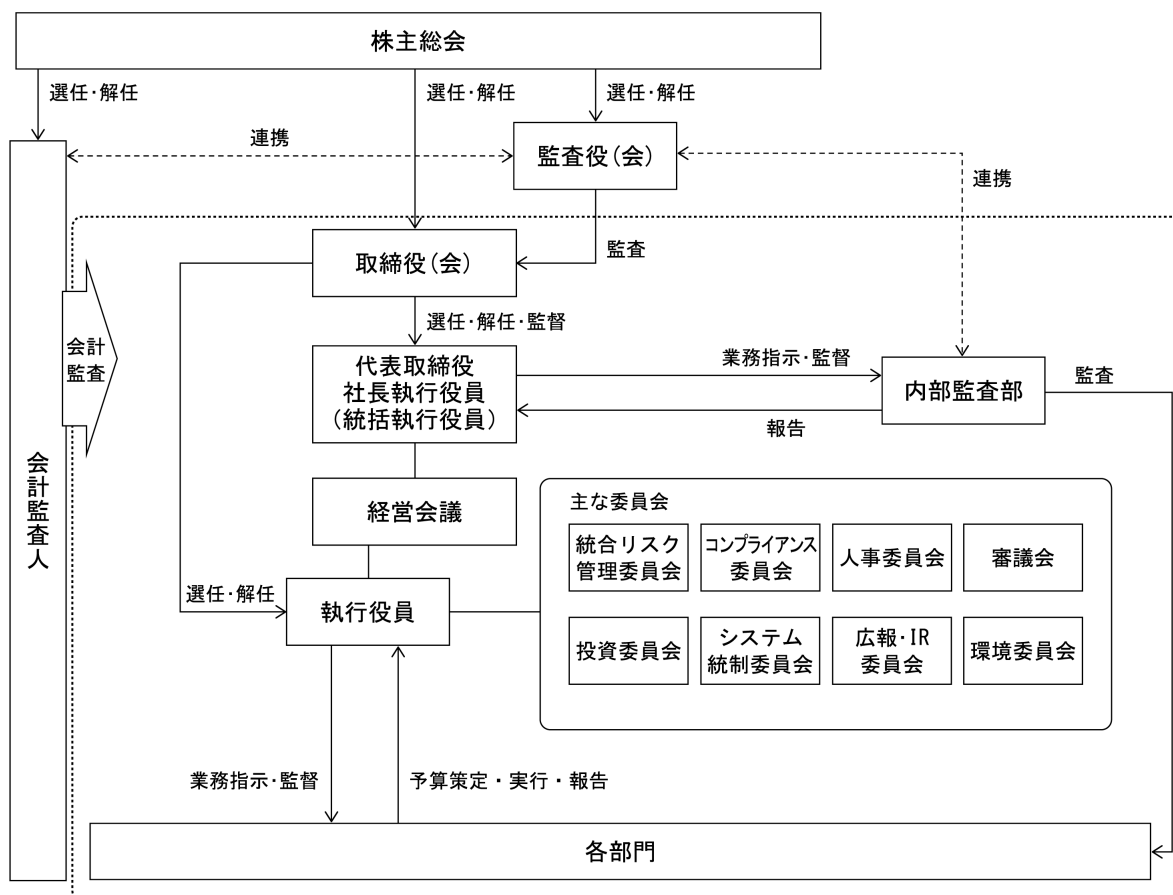 株主総会
選任・解任
選任・解任
選任・解任
連携
監査役（会）
連携
監査
取締役（会）
選任・解任・監督
会計
監査
代表取締役
社長執行役員
（統括執行役員）
業務指示・監督
報告
内部監査部
監査
会計監査人
経営会議
主な委員会
統合リスク
管理委員会
コンプライアンス
委員会
人事委員会
審議会
選任・解任
執行役員
投資委員会
システム
統制委員会
広報・IR
委員会
環境委員会
業務指示・監督
予算策定・実行・報告
各部門